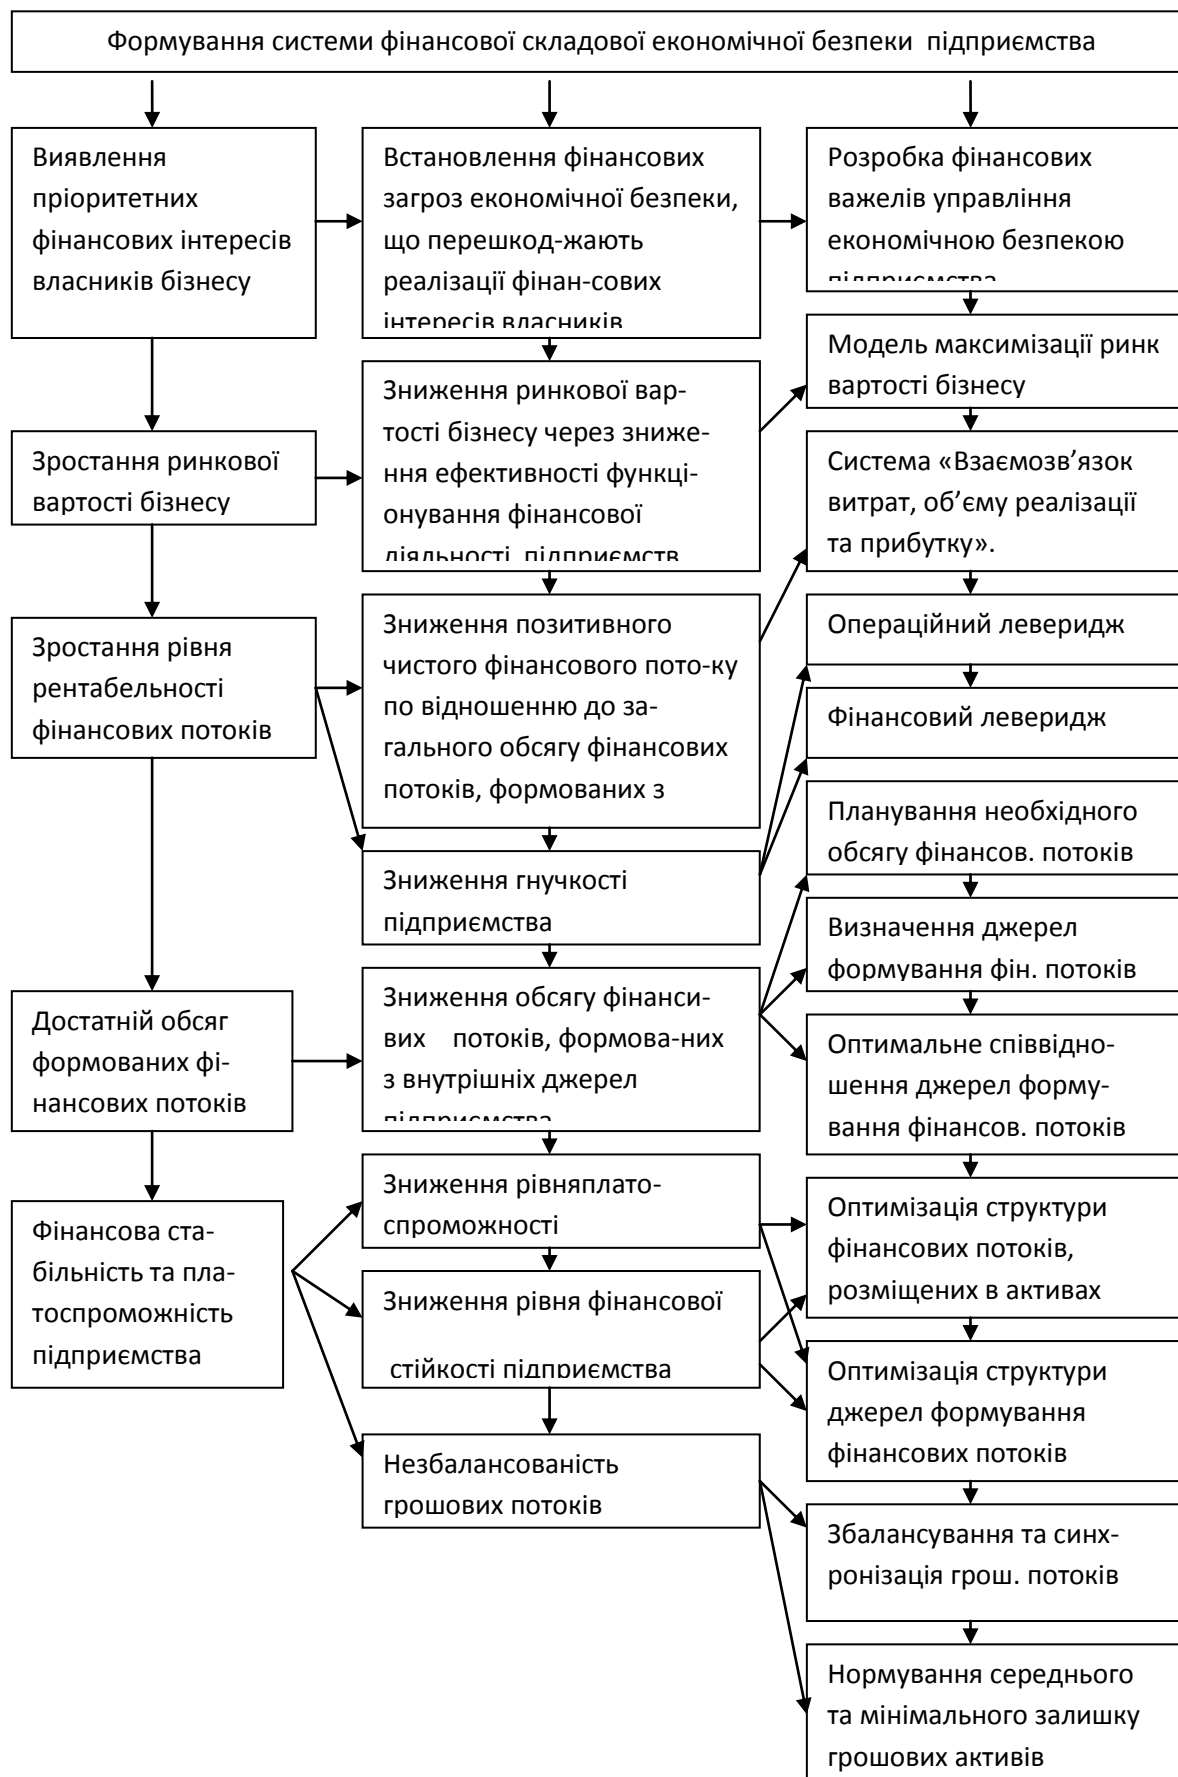 Формування системи фінансової складової економічної безпеки підприємства
Виявлення
пріоритетних
фінансових інтересів
власників бізнесу
Зростання ринкової
вартості бізнесу
Зростання рівня
рентабельності
фінансових потоків
Достатній обсяг
формованих фі-
нансових потоків
Фінансова ста-
більність та пла-
тоспроможність
підприємства
Встановлення фінансових
загроз економічної безпеки,
що перешкод-жають
реалізації фінан-сових
інтересів власників
Зниження ринкової вар-
тості бізнесу через зниже-
ння ефективності функці-
онування фінансової
діяльності підприємств
Зниження позитивного
чистого фінансового пото-ку
по відношенню до за-
гального обсягу фінансових
потоків, формованих з
Зниження гнучкості
підприємства
Зниження обсягу фінанси-
вих потоків, формова-них
з внутрішніх джерел
підприємства
Зниження рівняплато-
спроможності
Зниження рівня фінансової
стійкості підприємства
Незбалансованість
грошових потоків
Розробка фінансових
важелів управління
економічною безпекою
підприємства
Модель максимізації ринк
вартості бізнесу
Система «Взаємозв'язок
витрат, об’єму реалізації
та прибутку».
Операційний леверидж
Фінансовий леверидж
Планування необхідного
обсягу фінансов. потоків
Визначення джерел
формування фін. потоків
Оптимальне співвідно-
шення джерел форму-
вання фінансов. потоків
Оптимізація структури
фінансових потоків,
розміщених в активах
Оптимізація структури
джерел формування
фінансових потоків
Збалансування та синх-
ронізація грош. потоків
Нормування середнього
та мінімального залишку
грошових активів